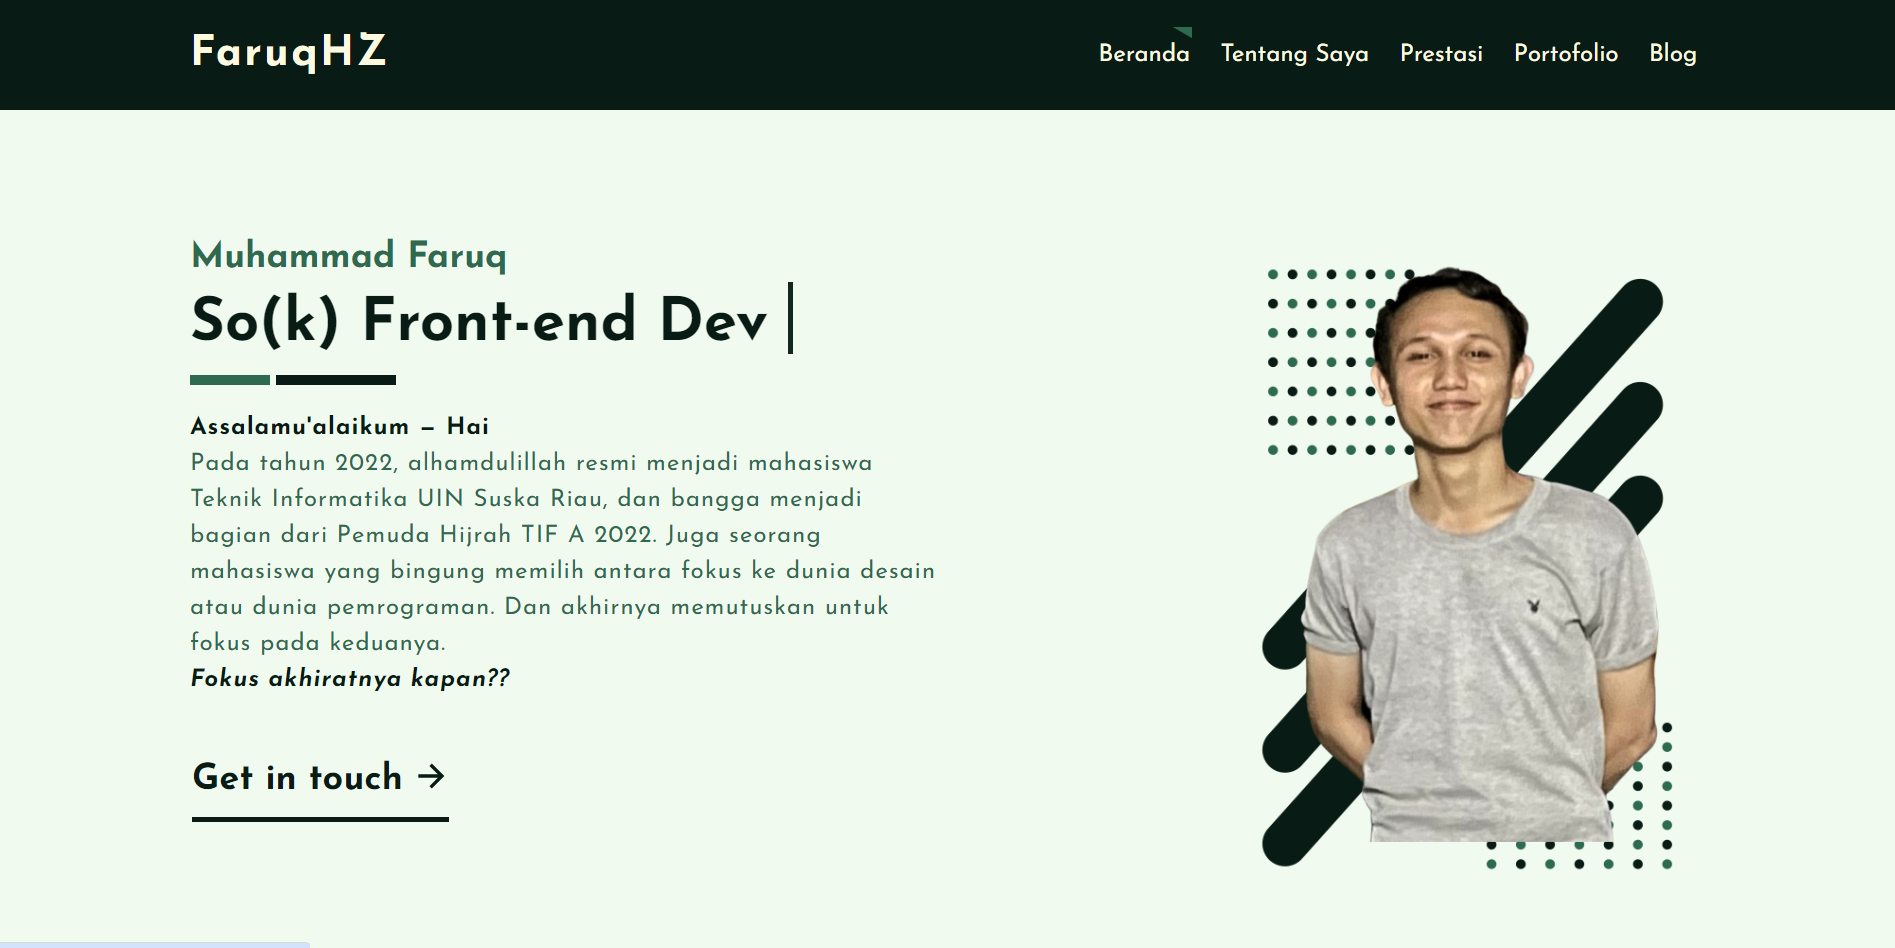 FaruqHZ
Beranda Tentang Saya Prestasi Portofolio Blog
Muhammad Faruq
So(k) Front-end Dev
Assalamu'alaikum – Hai
Pada tahun 2022, alhamdulillah resmi menjadi mahasiswa
Teknik Informatika UIN Suska Riau, dan bangga menjadi
bagian dari Pemuda Hijrah TIF A 2022. Juga seorang
mahasiswa yang bingung memilih antara fokus ke dunia desain
atau dunia pemrograman. Dan akhirnya memutuskan untuk
fokus pada keduanya.
Fokus akhiratnya kapan??
Get in touch →